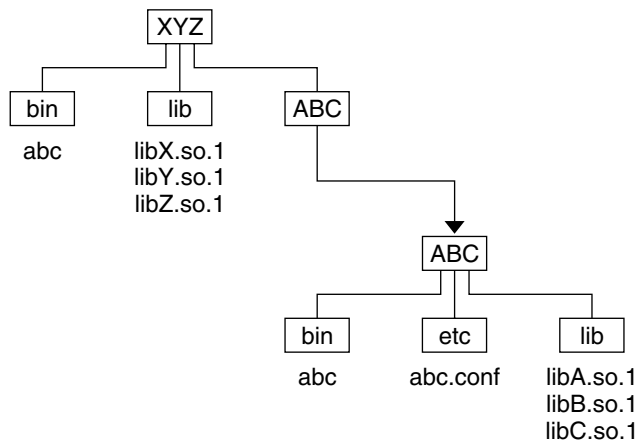 XYZ
bin
lib
ABC
abc
libX.so.1
libY.so.1
libZ.so.1
ABC
bin
etc
lib
abc
abc.conf
libA.so.1
libB.so.1
libC.so.1